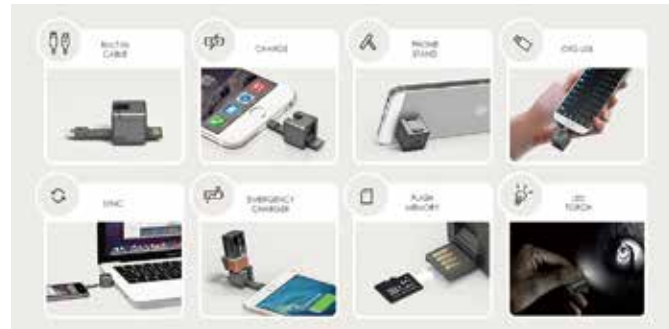 BUILT-IN
CABLE
CHARGE
PHONE
STAND
OTG USB
SYNC
EMERGENCY
CHARGER
FLASH
MEMORY
LED
TORCH